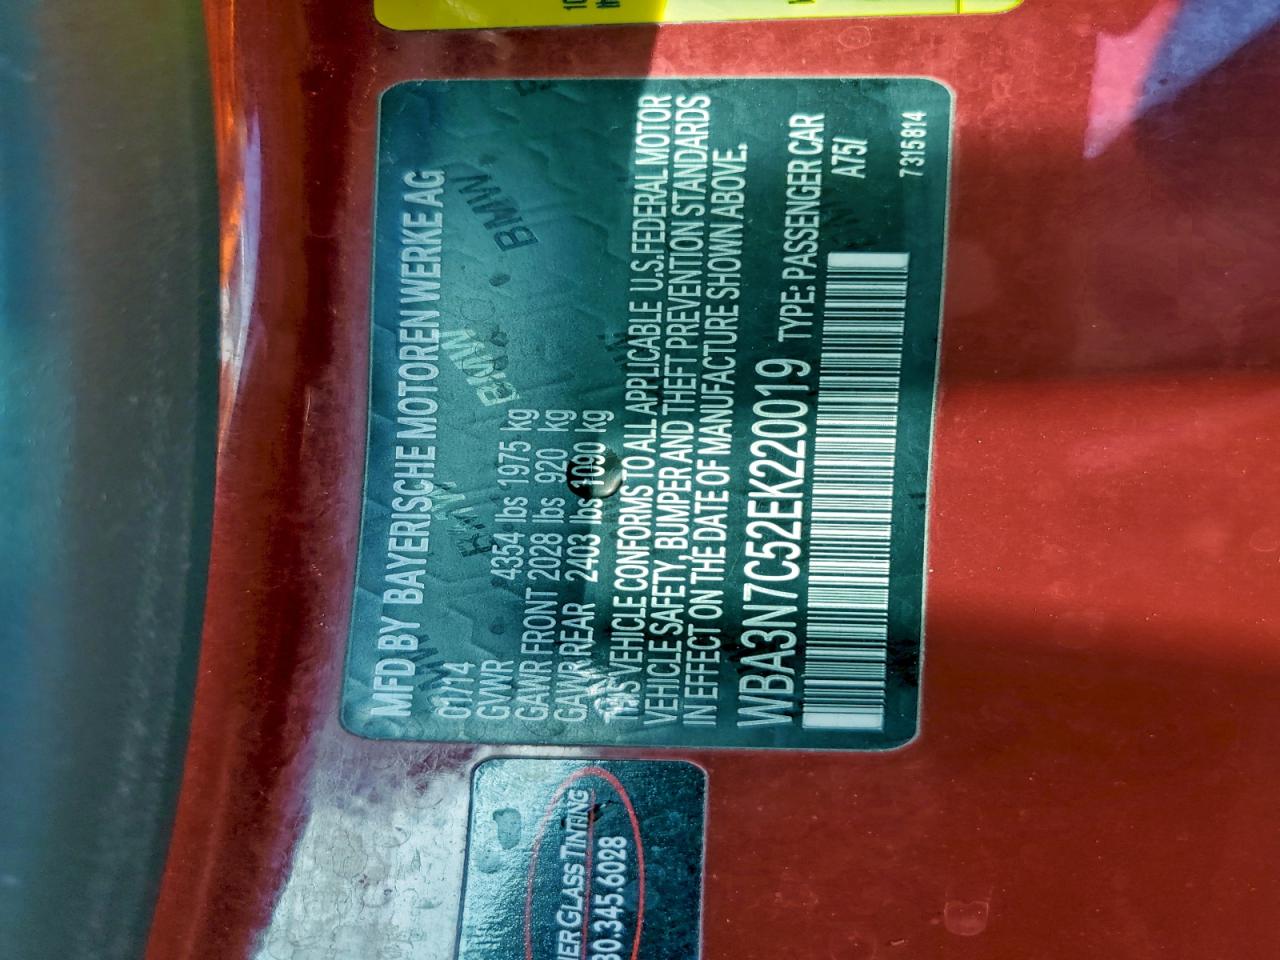 MFD BY BAYERISCHE MOTOREN WERKE AG
01/14
GVWR 4354 lbs 1975 kg
GAWR FRONT 2028 lbs 920 kg
GAWR REAR 2403 lbs 1090 kg
THIS VEHICLE CONFORMS TO ALL APPLICABLE U.S. FEDERAL MOTOR
VEHICLE SAFETY, BUMPER AND THEFT PREVENTION STANDARDS
IN EFFECT ON THE DATE OF MANUFACTURE SHOWN ABOVE.
WBA3N7C52EK220019 TYPE: PASSENGER CAR
A75/
7315814
BMW
BMW
GLASS TINTING
345.6028